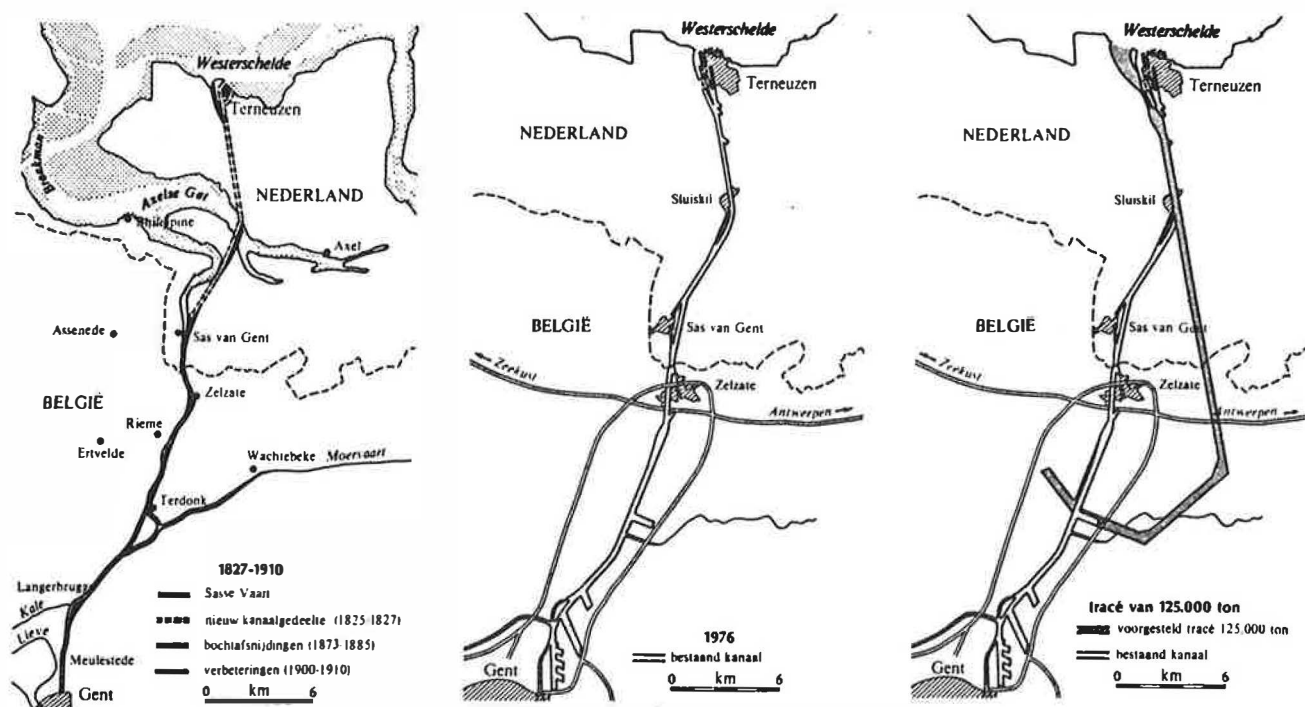 Westerschelde
Terneuzen
NEDERLAND
Braakman
Axelse Gat
Philippine
Axel
Assenede
Sas van Gent
BELGIË
Zelzate
Rieme
Ertvelde
Wachtebeke
Moervaart
Terdonk
Langerbrugge
Kale
Lieve
Meulestede
Gent
1827-1910
Sasse Vaart
nieuw kanaalgedeelte (1825-1827)
bochtafsnijdingen (1873-1885)
verbeteringen (1900-1910)
0 km 6
Westerschelde
Terneuzen
NEDERLAND
Sluiskil
BELGIË
Sas van Gent
Zeekust
Zelzate
Antwerpen
Gent
1976
bestaand kanaal
0 km 6
Westerschelde
Terneuzen
NEDERLAND
Sluiskil
BELGIË
Sas van Gent
Zeekust
Zelzate
Antwerpen
Gent
tracé van 125.000 ton
voorgesteld tracé 125.000 ton
bestaand kanaal
0 km 6